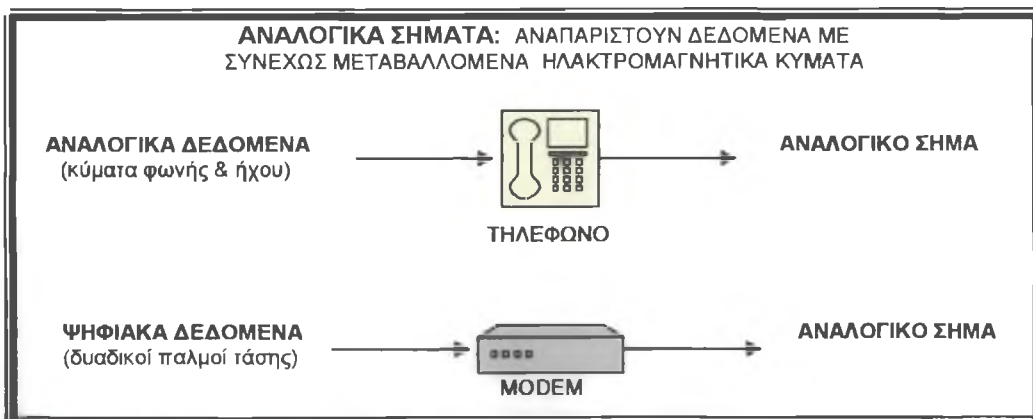 ΑΝΑΛΟΓΙΚΑ ΣΗΜΑΤΑ: ΑΝΑΠΑΡΙΣΤΟΥΝ ΔΕΔΟΜΕΝΑ ΜΕ
ΣΥΝΕΧΩΣ ΜΕΤΑΒΑΛΛΟΜΕΝΑ ΗΛΑΚΤΡΟΜΑΓΝΗΤΙΚΑ ΚΥΜΑΤΑ
ΑΝΑΛΟΓΙΚΑ ΔΕΔΟΜΕΝΑ
(κύματα φωνής & ήχου)
ΑΝΑΛΟΓΙΚΟ ΣΗΜΑ
ΤΗΛΕΦΩΝΟ
ΨΗΦΙΑΚΑ ΔΕΔΟΜΕΝΑ
(δυαδικοί παλμοί τάσης)
ΑΝΑΛΟΓΙΚΟ ΣΗΜΑ
MODEM